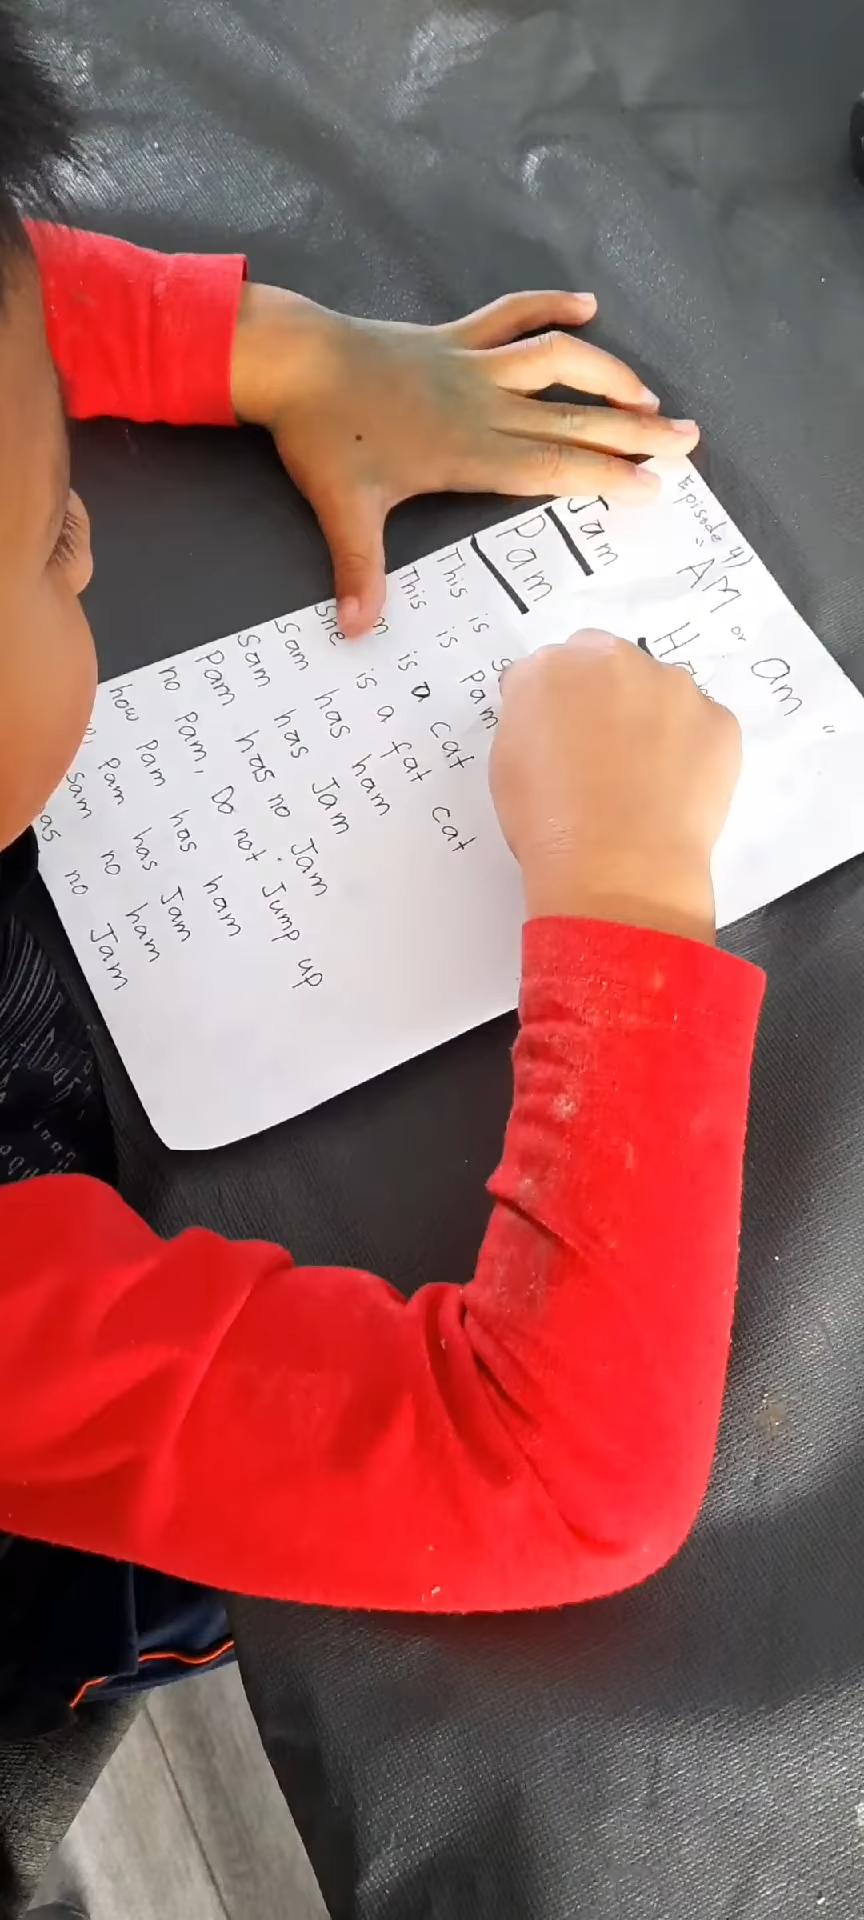 Episode 4)
" AM or am "
Jam
Pam
This is
This is Pam
is a cat
She is a fat cat
Sam has ham
Sam has Jam
Pam has no Jam
no Pam, Do not Jump up
how Pam has ham
Pam has Jam
Sam no ham
has no Jam